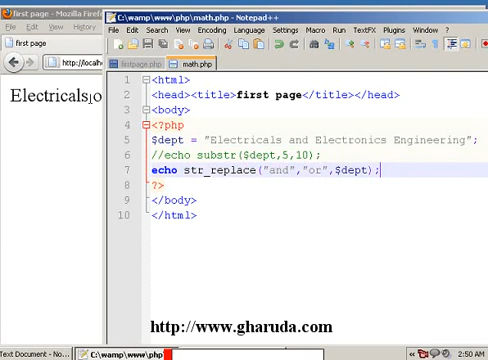 first page - Mozilla Firef
C:\wamp\www\php\math.php - Notepad++
File Edit View Histor
File Edit Search View Encoding Language Settings Macro Run TextFX Plugins Window
first page
firstpage.php math.php
http://localh
Electricals o
1 <html>
2 <head><title>first page</title></head>
3 <body>
4 <?php
5 $dept = "Electricals and Electronics Engineering";
6 //echo substr($dept,5,10);
7 echo str_replace("and","or",$dept);
8 ?>
9 </body>
10 </html>
http://www.gharuda.com
Text Document - No...
C:\wamp\www\php
2:50 AM